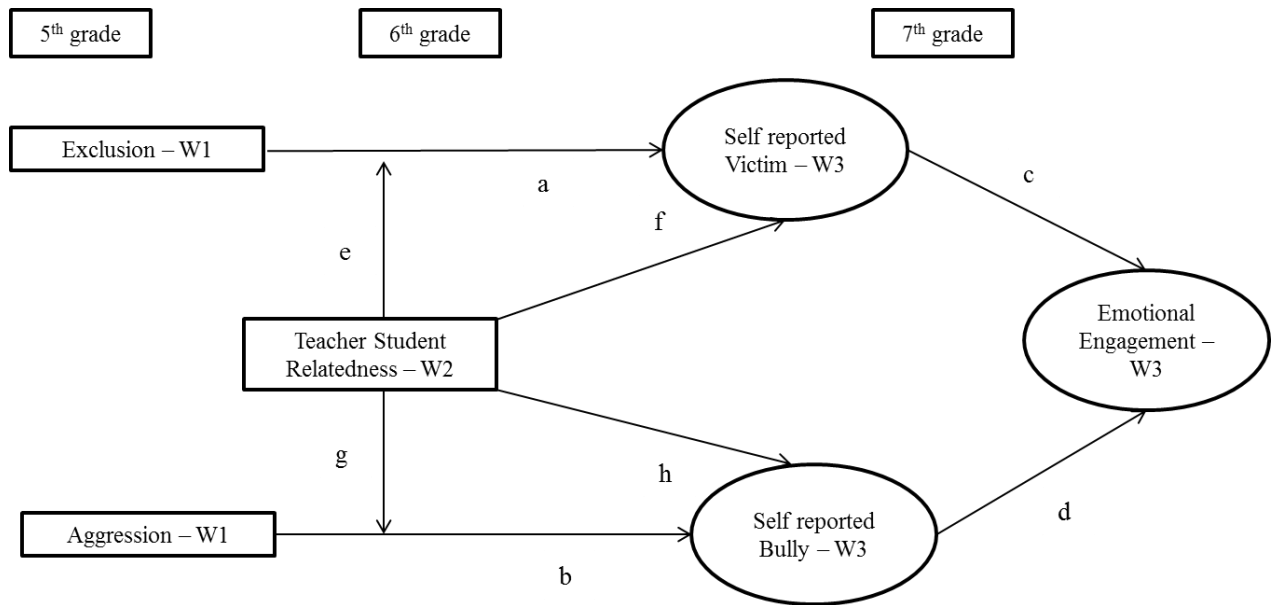 5th grade
6th grade
7th grade
Exclusion – W1
Self reported
Victim – W3
a
c
f
e
Teacher Student
Relatedness – W2
Emotional
Engagement –
W3
g
h
Aggression – W1
Self reported
Bully – W3
d
b